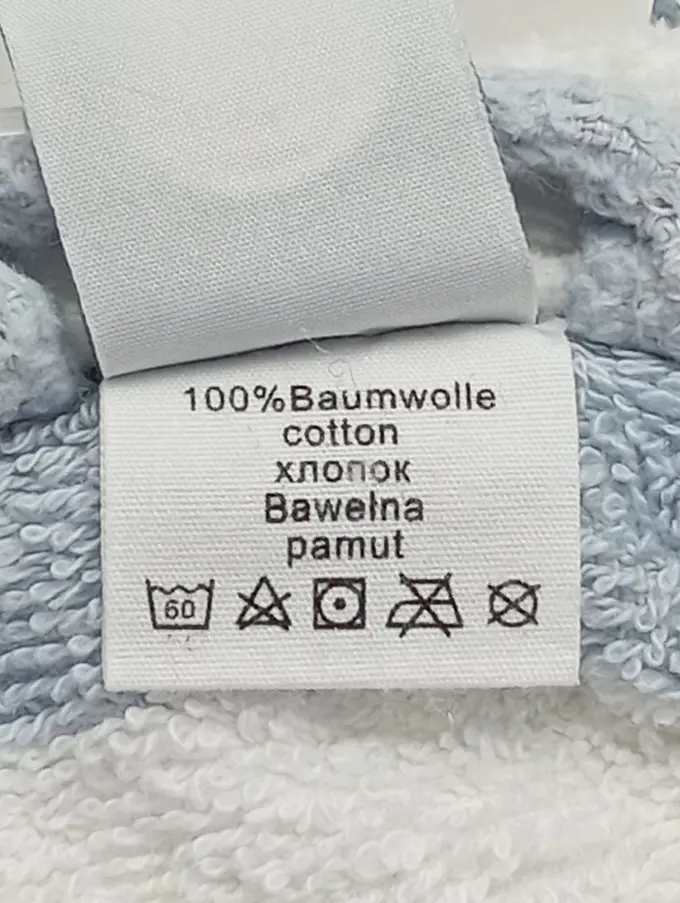 100%Baumwolle
cotton
хлопок
Bawełna
pamut
60